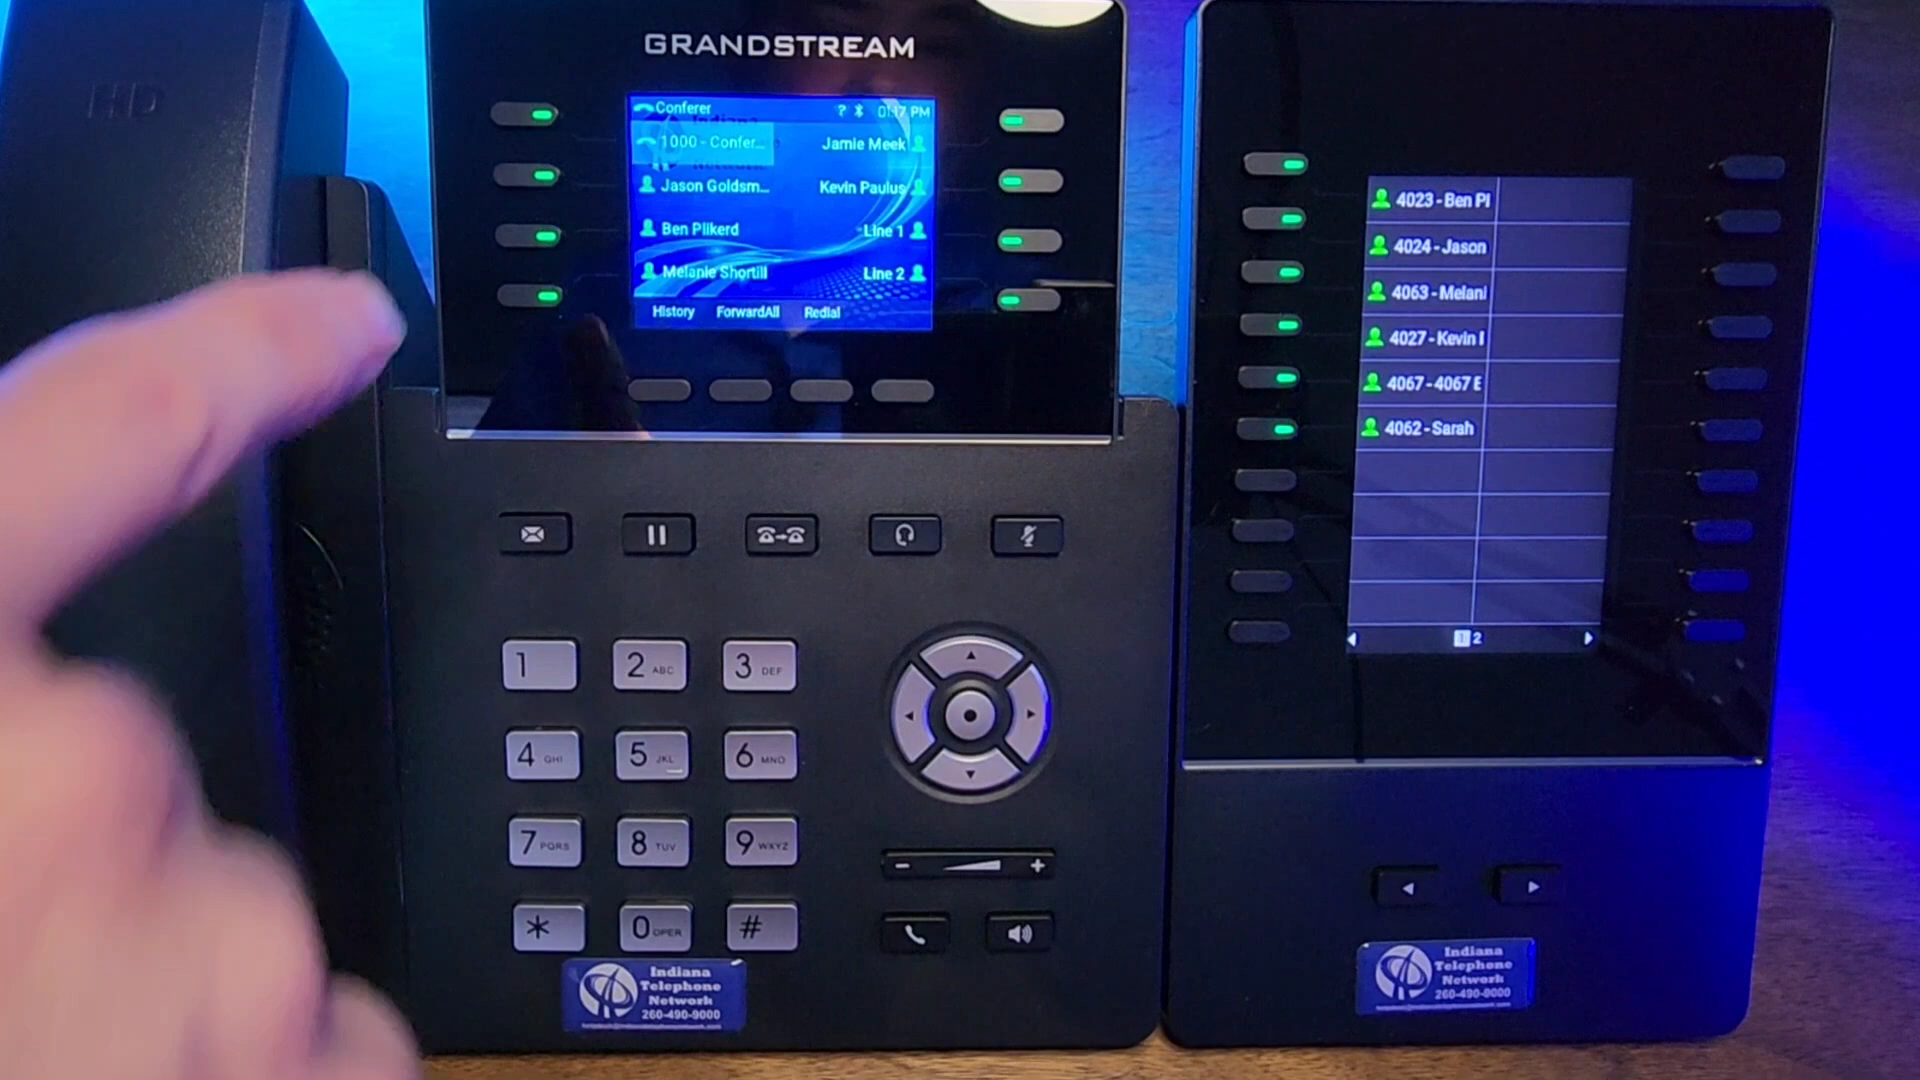 HD
GRANDSTREAM
Conferer
? 01:17 PM
1000 - Confer...
Jamie Meek
Jason Goldsm...
Kevin Paulus
Ben Plikerd
Line 1
Melanie Shortill
Line 2
History ForwardAll Redial
4023 - Ben Pl
4024 - Jason
4063 - Melani
4027 - Kevin
4067 - 4067 E
4062 - Sarah
1 2
1
2 ABC
3 DEF
4 GHI
5 JKL
6 MNO
7 PQRS
8 TUV
9 WXYZ
*
0 OPER
#
- +
Indiana
Telephone
Network
260-490-9000
Indiana
Telephone
Network
260-490-9000